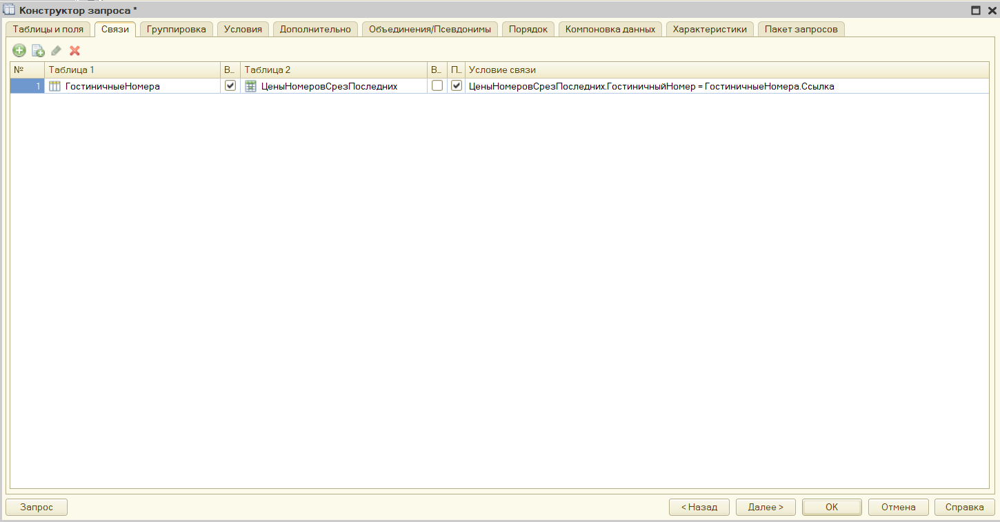 Конструктор запроса *
Таблицы и поля Связи Группировка Условия Дополнительно Объединения/Псевдонимы Порядок Компоновка данных Характеристики Пакет запросов
№ Таблица 1 В... Таблица 2 В... П... Условие связи
1 ГостиничныеНомера ЦеныНомеровСрезПоследних ЦеныНомеровСрезПоследних.ГостиничныйНомер = ГостиничныеНомера.Ссылка
Запрос < Назад Далее > ОК Отмена Справка